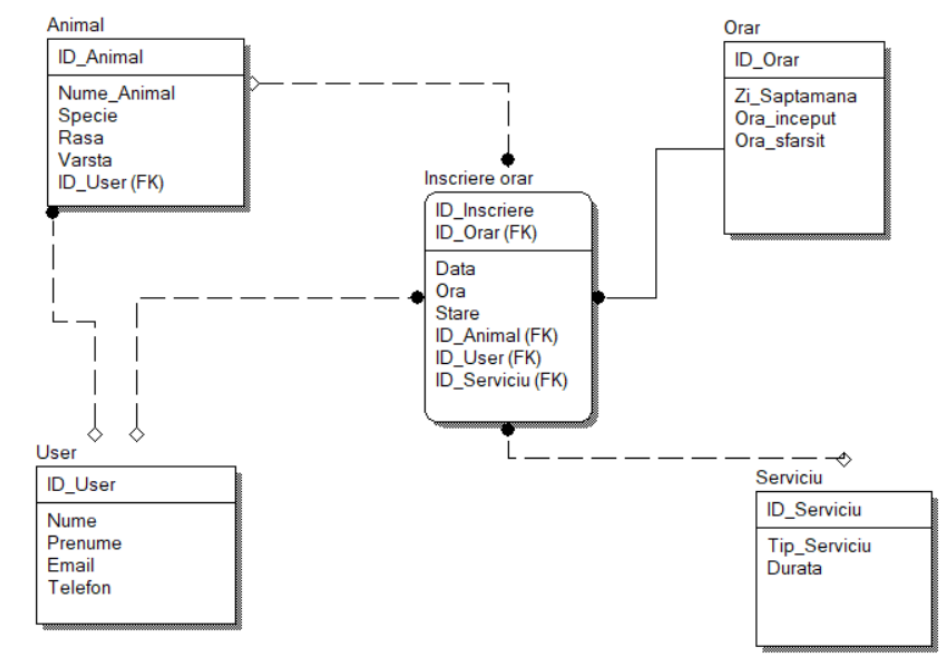 Animal
ID_Animal
Nume_Animal
Specie
Rasa
Varsta
ID_User (FK)
Orar
ID_Orar
Zi_Saptamana
Ora_inceput
Ora_sfarsit
Inscriere orar
ID_Inscriere
ID_Orar (FK)
Data
Ora
Stare
ID_Animal (FK)
ID_User (FK)
ID_Serviciu (FK)
User
ID_User
Nume
Prenume
Email
Telefon
Serviciu
ID_Serviciu
Tip_Serviciu
Durata